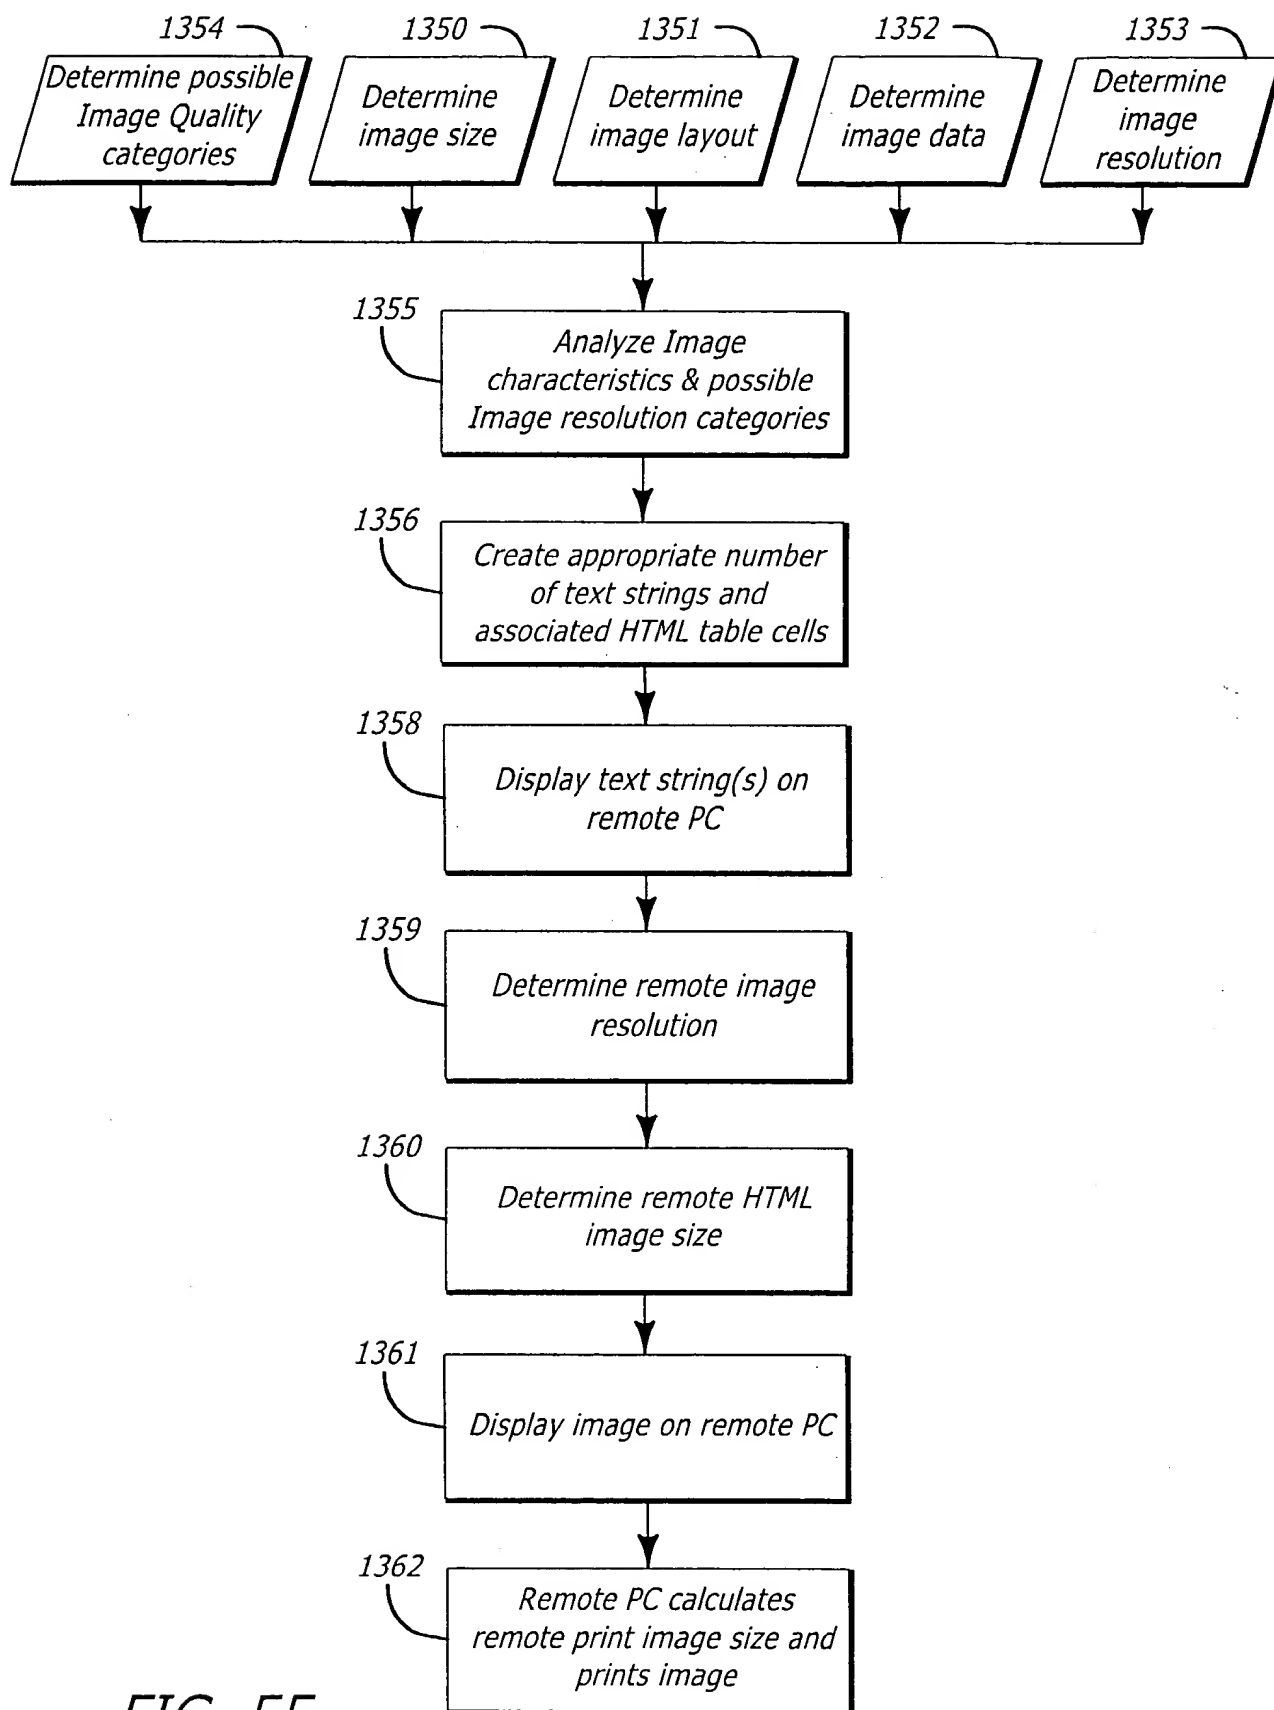 1354
1350
1351
1352
1353
Determine possible
Image Quality
categories
Determine
image size
Determine
image layout
Determine
image data
Determine
image
resolution
1355
Analyze Image
characteristics & possible
Image resolution categories
1356
Create appropriate number
of text strings and
associated HTML table cells
1358
Display text string(s) on
remote PC
1359
Determine remote image
resolution
1360
Determine remote HTML
image size
1361
Display image on remote PC
1362
Remote PC calculates
remote print image size and
prints image
FIG.